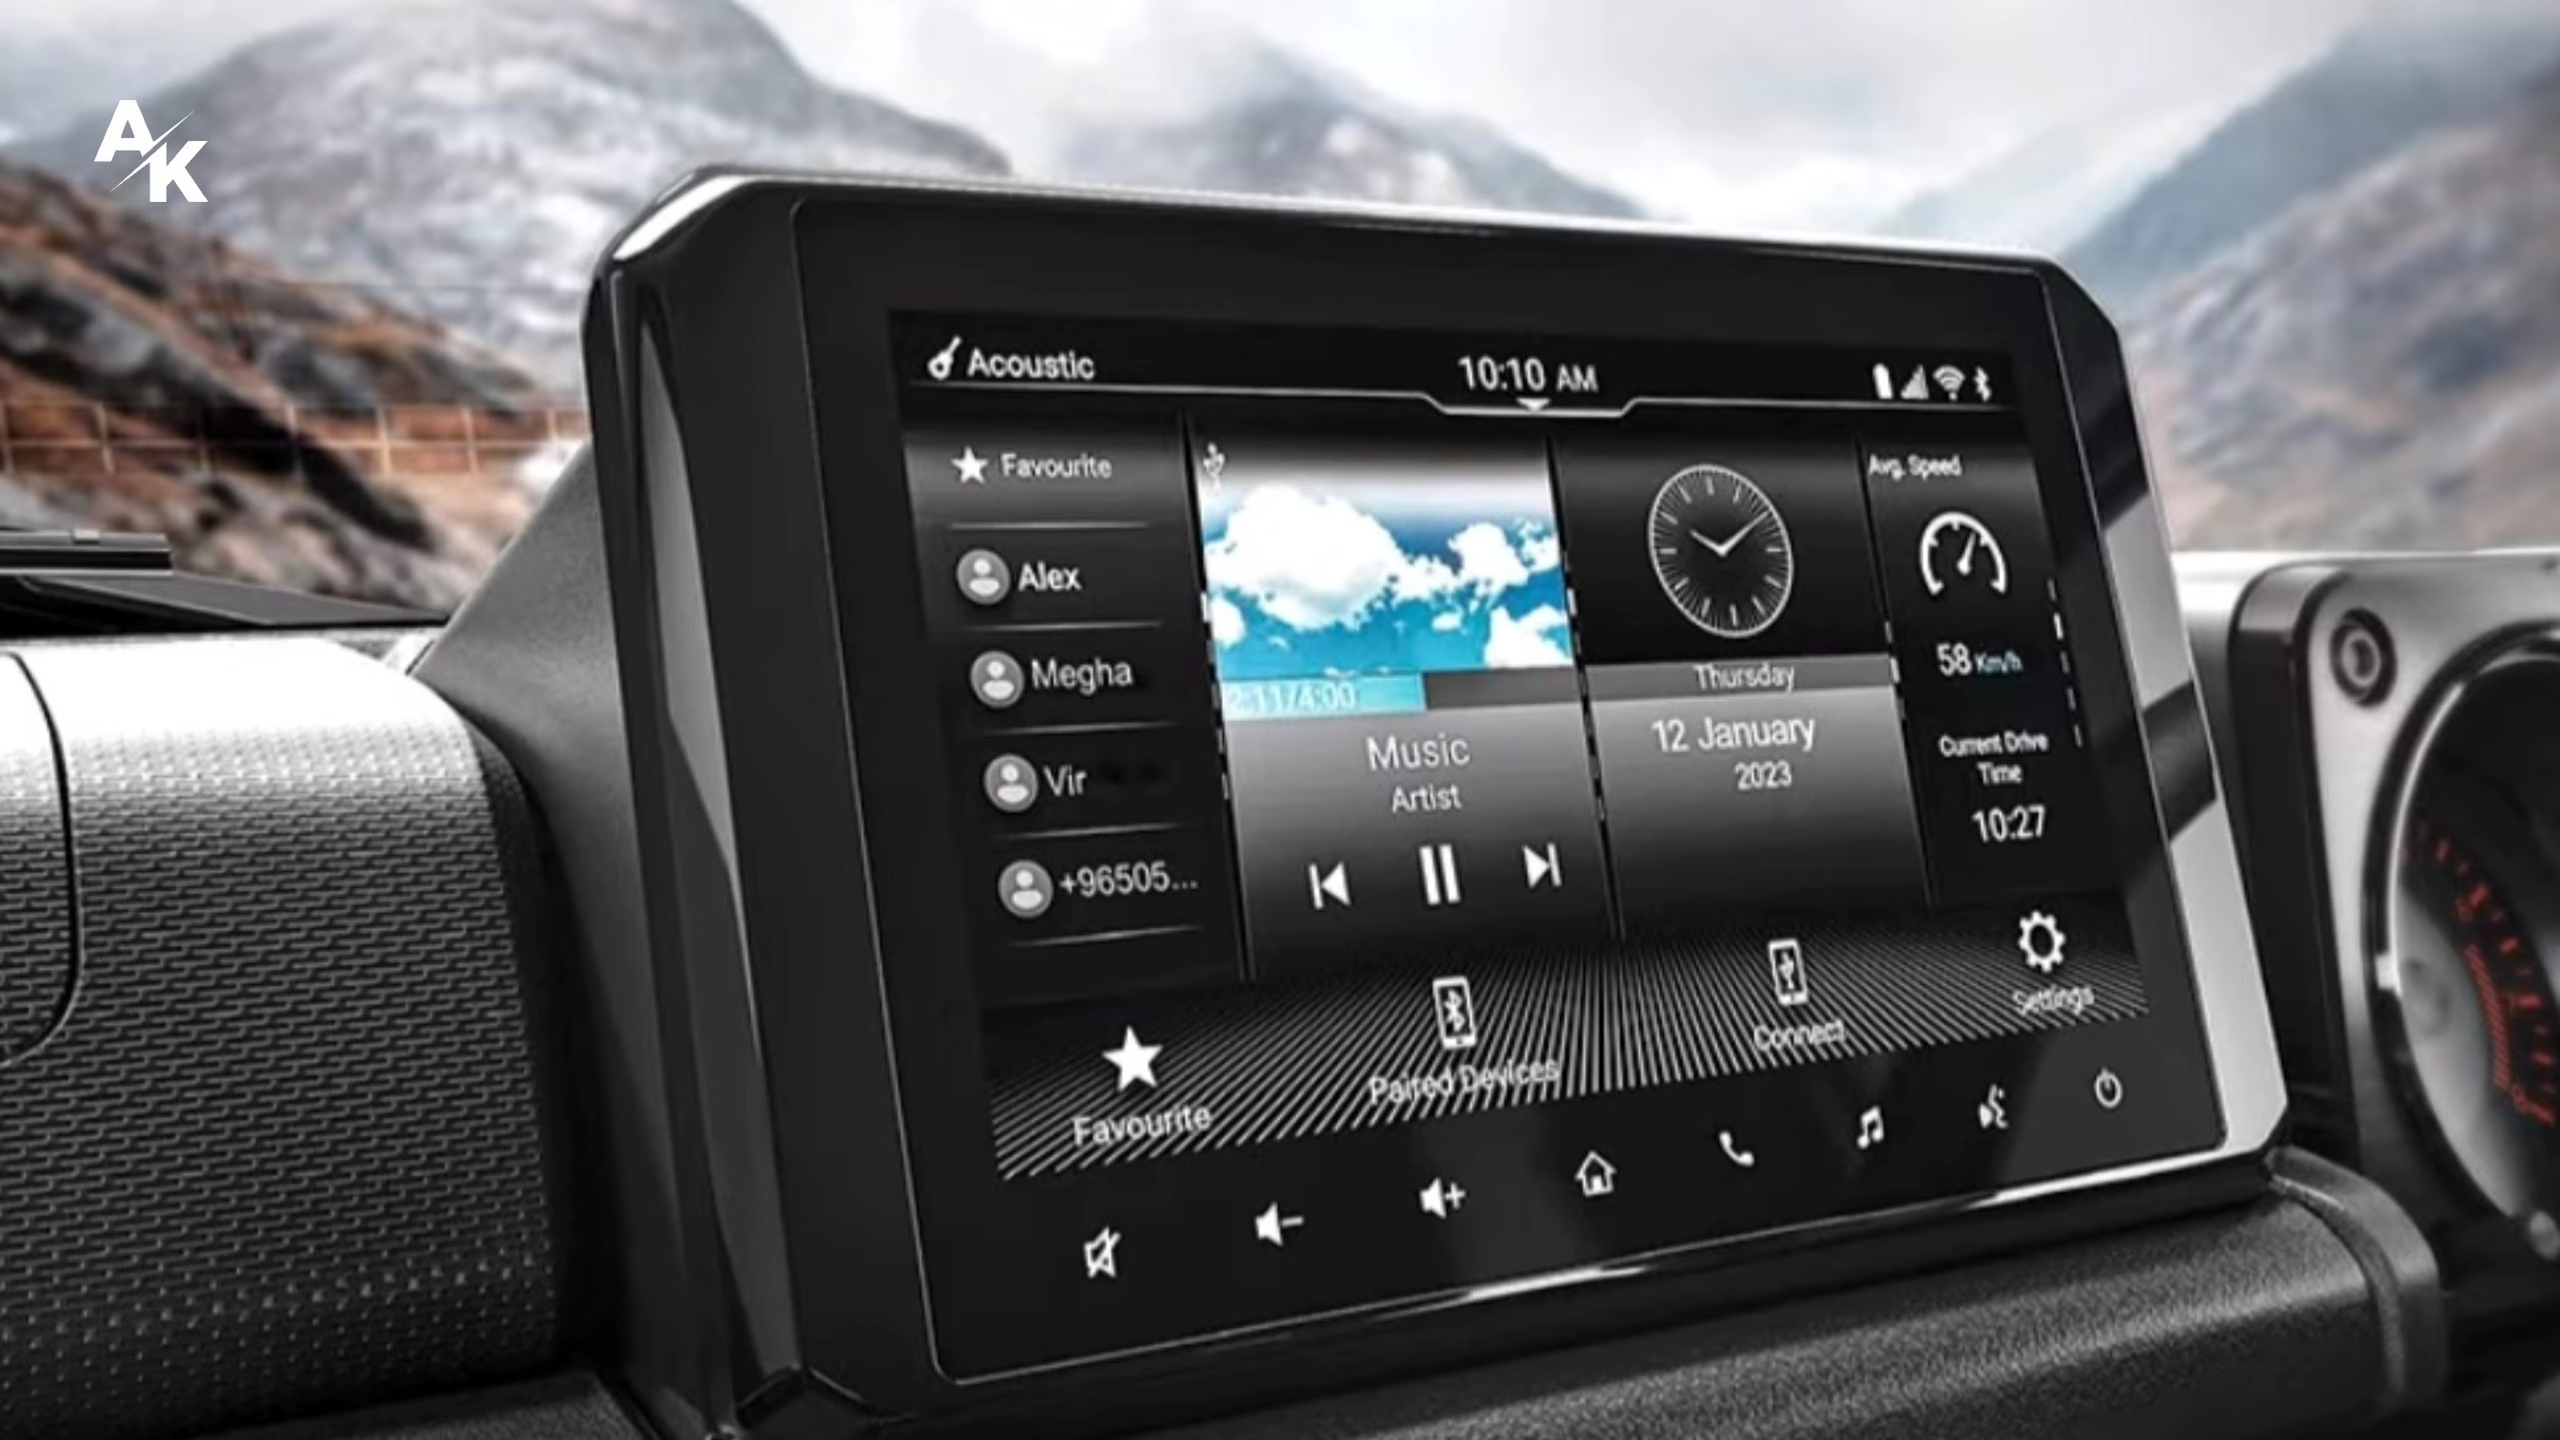 AK
Acoustic
10:10 AM
Favourite
Alex
Megha
Vir
+96505...
2:11/4:00
Music
Artist
Thursday
12 January
2023
Avg. Speed
58 Km/h
Current Drive
Time
10:27
Favourite
Paired Devices
Connect
Settings